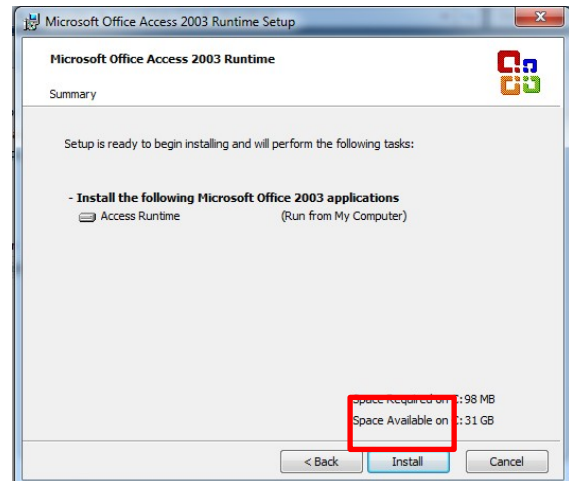 Microsoft Office Access 2003 Runtime Setup
Microsoft Office Access 2003 Runtime
Summary
Setup is ready to begin installing and will perform the following tasks:
- Install the following Microsoft Office 2003 applications
Access Runtime (Run from My Computer)
Space Required on C: 98 MB
Space Available on C: 31 GB
< Back Install Cancel